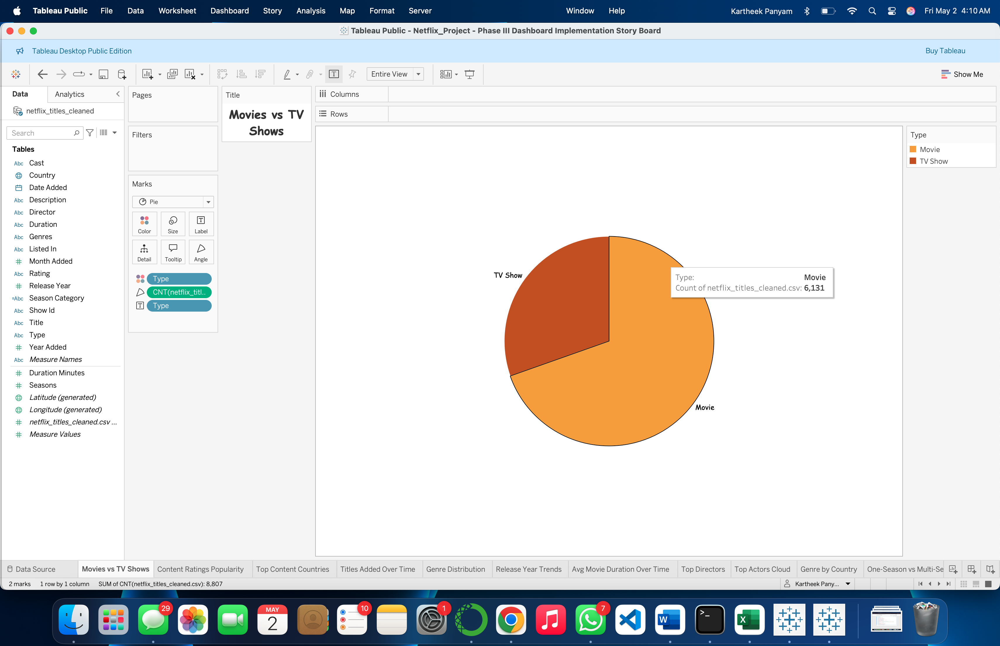 Tableau Public File Data Worksheet Dashboard Story Analysis Map Format Server Window Help Kartheek Panyam Fri May 2 4:10 AM
Tableau Public - Netflix_Project - Phase III Dashboard Implementation Story Board
Tableau Desktop Public Edition Buy Tableau
Entire View Show Me
Data Analytics
netflix_titles_cleaned
Search
Tables
Abc Cast
Country
Date Added
Abc Description
Abc Director
Abc Duration
Abc Genres
Abc Listed In
Month Added
Abc Rating
Release Year
=Abc Season Category
Abc Show Id
Abc Title
Abc Type
Year Added
Abc Measure Names
Duration Minutes
Seasons
Latitude (generated)
Longitude (generated)
netflix_titles_cleaned.csv ...
Measure Values
Pages
Filters
Marks
Pie
Color Size Label
Detail Tooltip Angle
Type
CNT(netflix_titl..
Type
Title
Movies vs TV
Shows
Columns
Rows
TV Show
Type: Movie
Count of netflix_titles_cleaned.csv: 6,131
Movie
Type
Movie
TV Show
Data Source Movies vs TV Shows Content Ratings Popularity Top Content Countries Titles Added Over Time Genre Distribution Release Year Trends Avg Movie Duration Over Time Top Directors Top Actors Cloud Genre by Country One-Season vs Multi-Se
2 marks 1 row by 1 column SUM of CNT(netflix_titles_cleaned.csv): 8,807 Kartheek Pany...
29 MAY 2 10 1 7 W >_ X